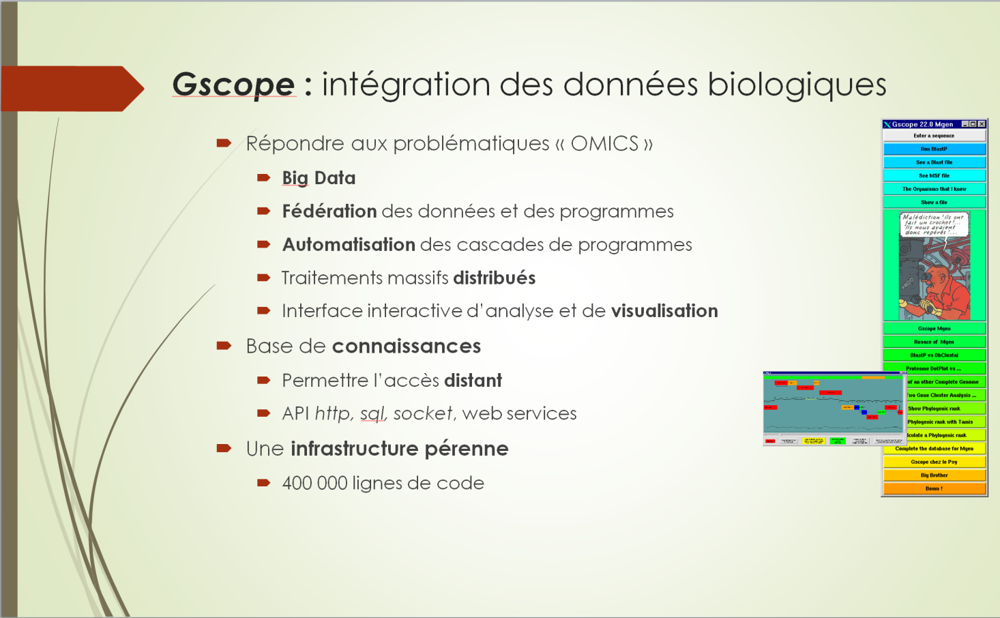 Gscope : intégration des données biologiques
Répondre aux problématiques « OMICS »
Big Data
Fédération des données et des programmes
Automatisation des cascades de programmes
Traitements massifs distribués
Interface interactive d’analyse et de visualisation
Base de connaissances
Permettre l’accès distant
API http, sql, socket, web services
Une infrastructure pérenne
400 000 lignes de code
Gscope 22.0 Mgen
Enter a sequence
Run BlastP
See a Blast file
See MSF file
The Organisms that I know
Show a file
Malédiction ! ils ont
fait un crochet !...
Ils nous avaient
donc repérés !...
Gscope Mgen
Rosace of Mgen
BlastP vs DbClustal
Proteome DotPlot vs ...
of an other Complete Genome
Two Gene Cluster Analysis ...
Show Phylogenic rank
Phylogenic rank with Tamis
lculate a Phylogenic rank
Complete the database for Mgen
Gscope chez le Psy
Big Brother
Boum !